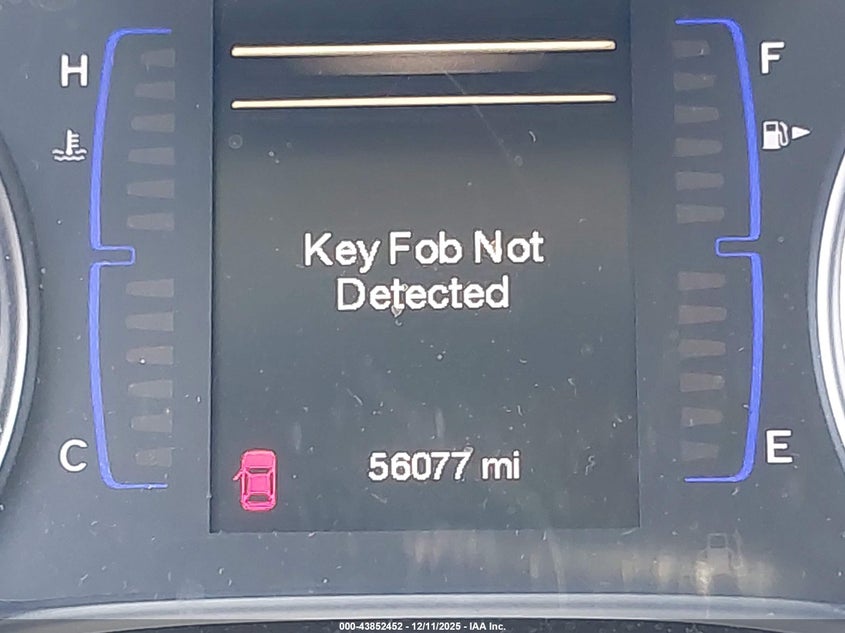 H
F
Key Fob Not
Detected
C
56077 mi
E
000-43852452 - 12/11/2025 - IAA Inc.